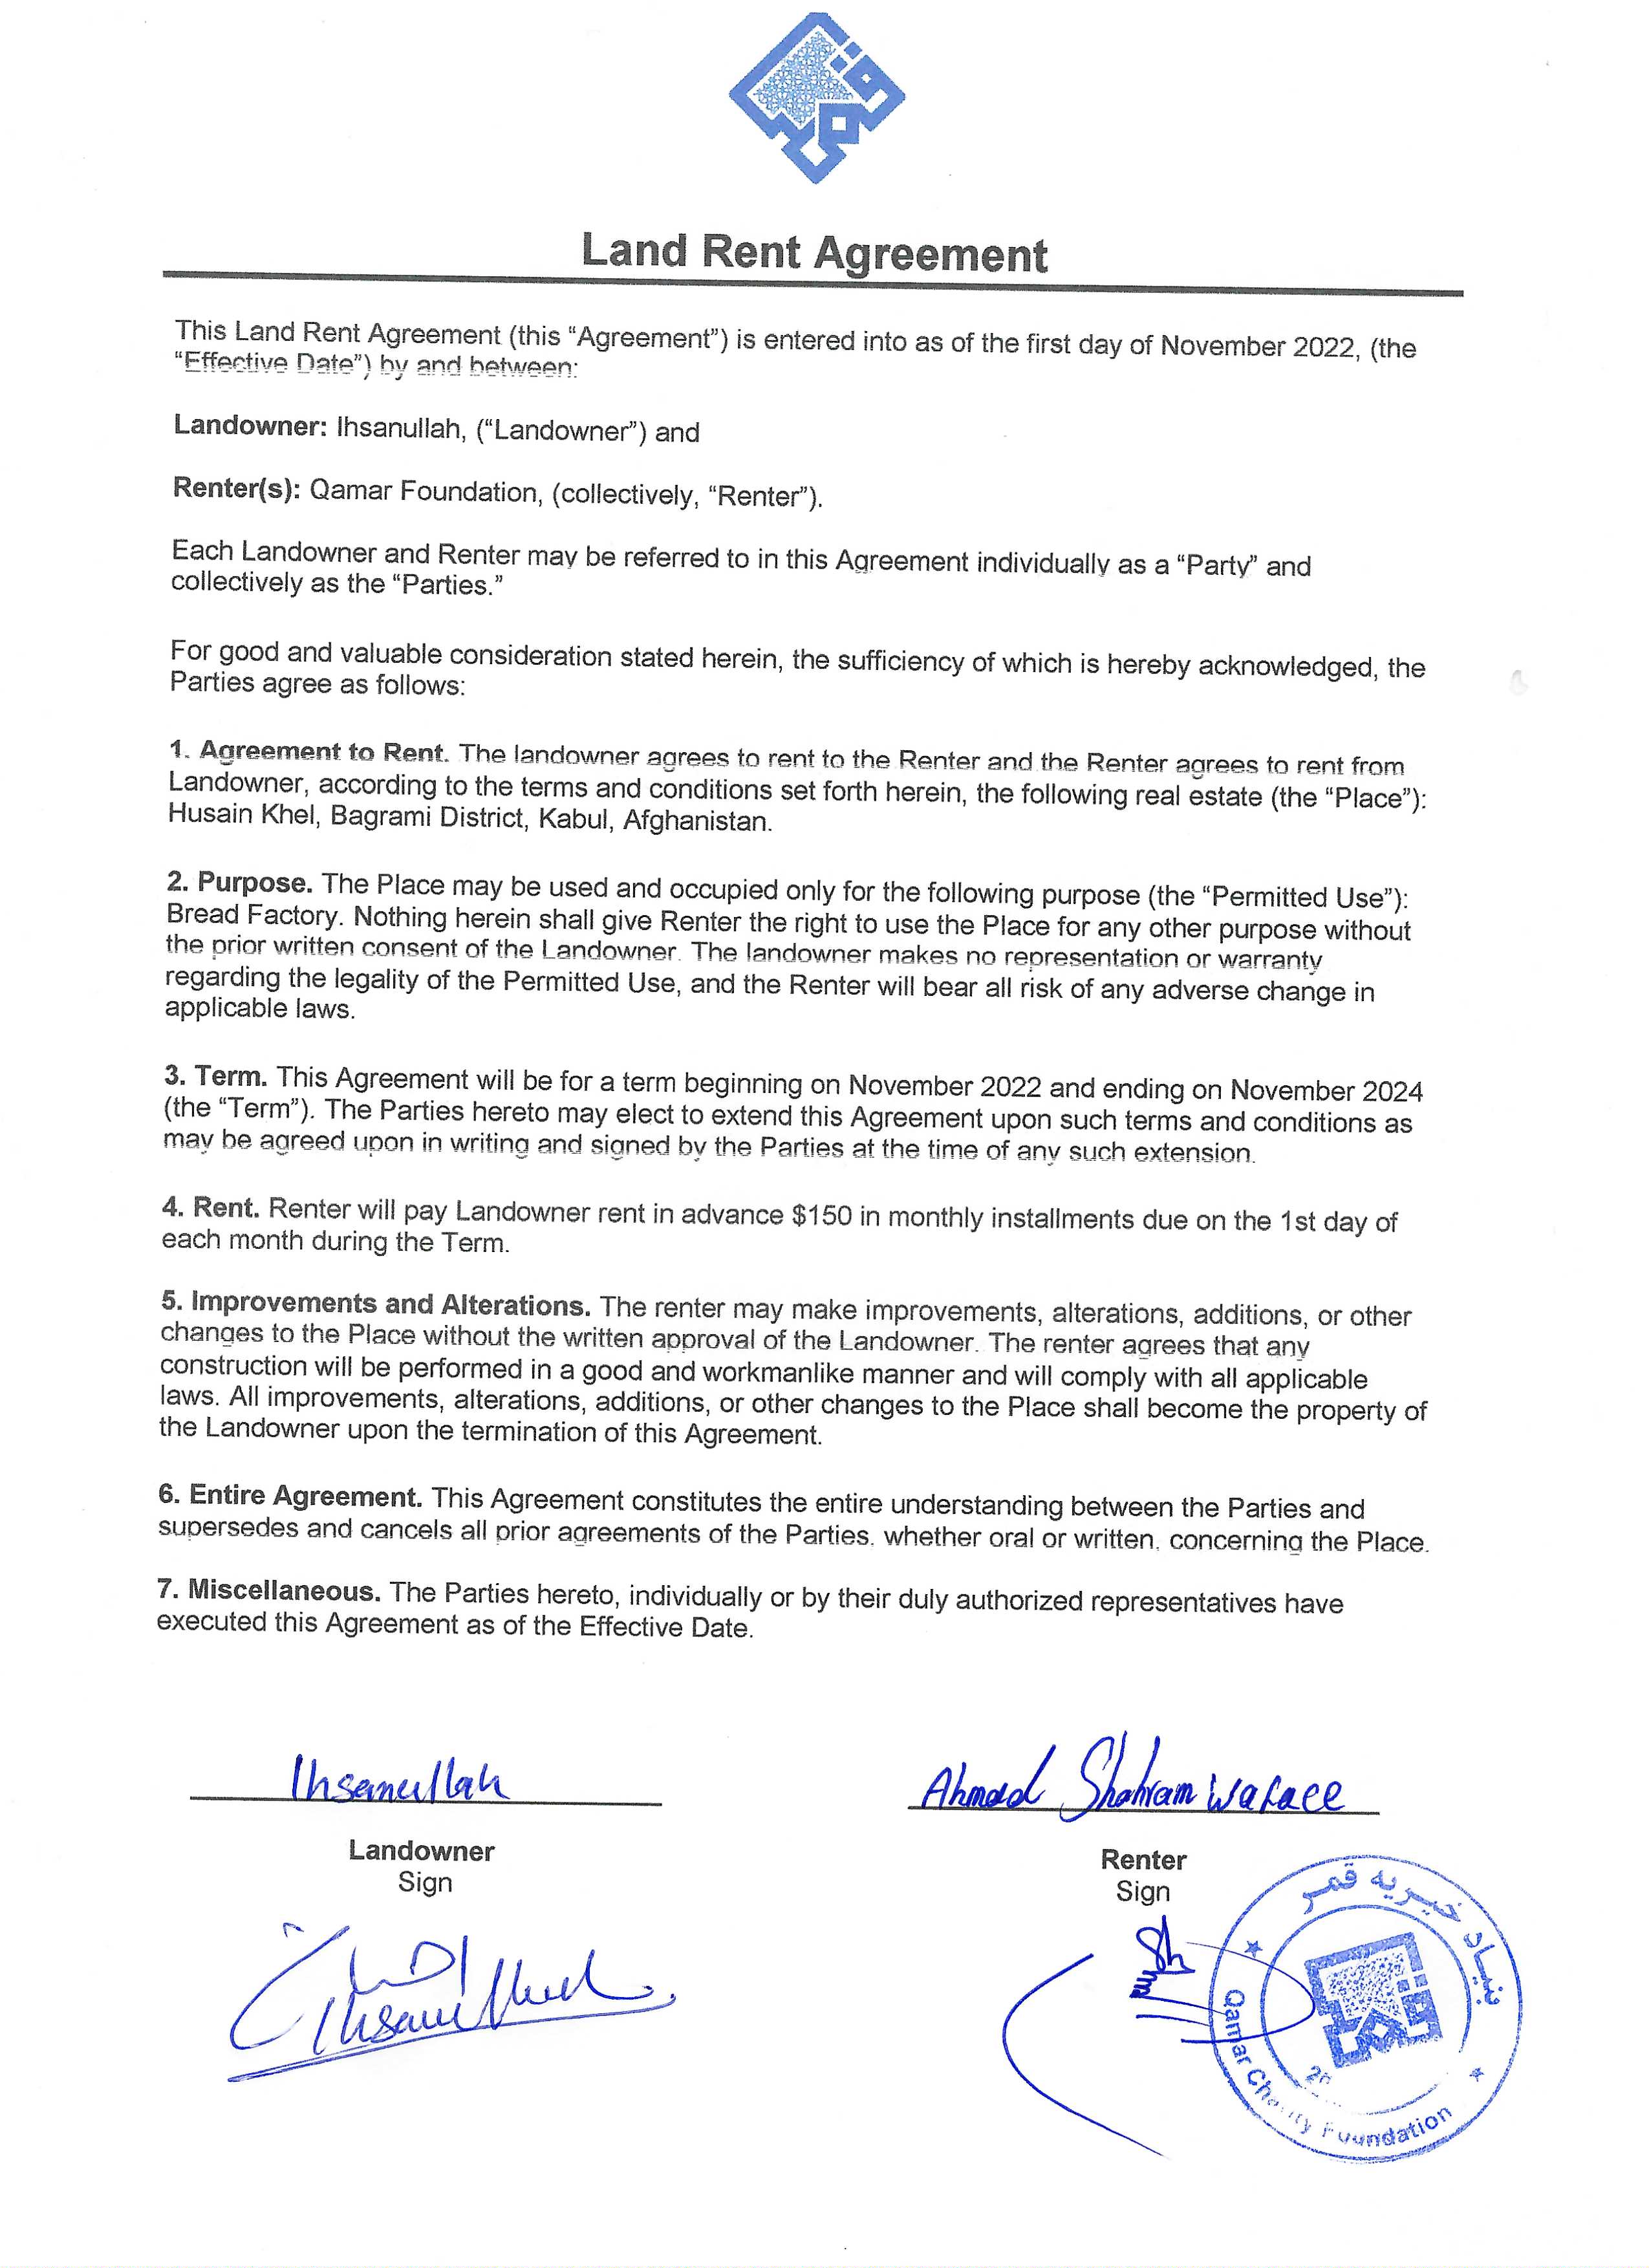 قمر
Land Rent Agreement
This Land Rent Agreement (this “Agreement”) is entered into as of the first day of November 2022, (the
“Effective Date”) by and between:
Landowner: Ihsanullah, (“Landowner”) and
Renter(s): Qamar Foundation, (collectively, “Renter”).
Each Landowner and Renter may be referred to in this Agreement individually as a “Party” and
collectively as the “Parties.”
For good and valuable consideration stated herein, the sufficiency of which is hereby acknowledged, the
Parties agree as follows:
1. Agreement to Rent. The landowner agrees to rent to the Renter and the Renter agrees to rent from
Landowner, according to the terms and conditions set forth herein, the following real estate (the “Place”):
Husain Khel, Bagrami District, Kabul, Afghanistan.
2. Purpose. The Place may be used and occupied only for the following purpose (the “Permitted Use”):
Bread Factory. Nothing herein shall give Renter the right to use the Place for any other purpose without
the prior written consent of the Landowner. The landowner makes no representation or warranty
regarding the legality of the Permitted Use, and the Renter will bear all risk of any adverse change in
applicable laws.
3. Term. This Agreement will be for a term beginning on November 2022 and ending on November 2024
(the “Term”). The Parties hereto may elect to extend this Agreement upon such terms and conditions as
may be agreed upon in writing and signed by the Parties at the time of any such extension.
4. Rent. Renter will pay Landowner rent in advance $150 in monthly installments due on the 1st day of
each month during the Term.
5. Improvements and Alterations. The renter may make improvements, alterations, additions, or other
changes to the Place without the written approval of the Landowner. The renter agrees that any
construction will be performed in a good and workmanlike manner and will comply with all applicable
laws. All improvements, alterations, additions, or other changes to the Place shall become the property of
the Landowner upon the termination of this Agreement.
6. Entire Agreement. This Agreement constitutes the entire understanding between the Parties and
supersedes and cancels all prior agreements of the Parties, whether oral or written, concerning the Place.
7. Miscellaneous. The Parties hereto, individually or by their duly authorized representatives have
executed this Agreement as of the Effective Date.
Ihsanullah
Ahmad Shahram Wafaee
Landowner
Sign
Renter
Sign
Ihsanullah
بنیاد خیریه قمر
قمر
Qamar Charity Foundation